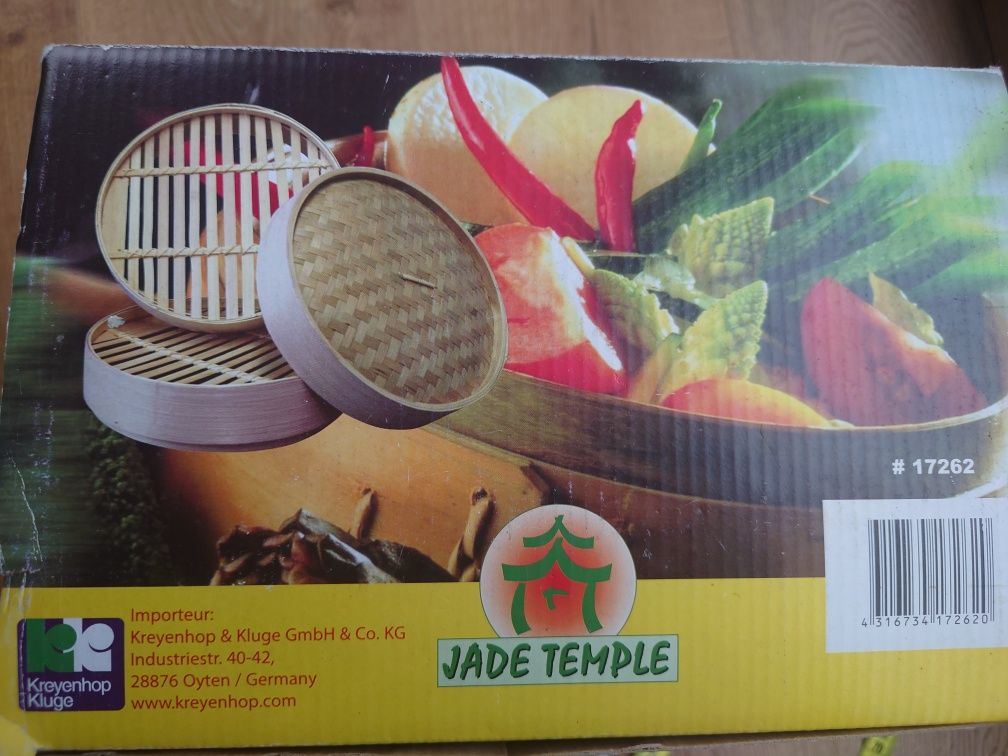 # 17262
4 316734 172620
Importeur:
Kreyenhop & Kluge GmbH & Co. KG
Industriestr. 40-42,
28876 Oyten / Germany
www.kreyenhop.com
Kreyenhop
Kluge
JADE TEMPLE